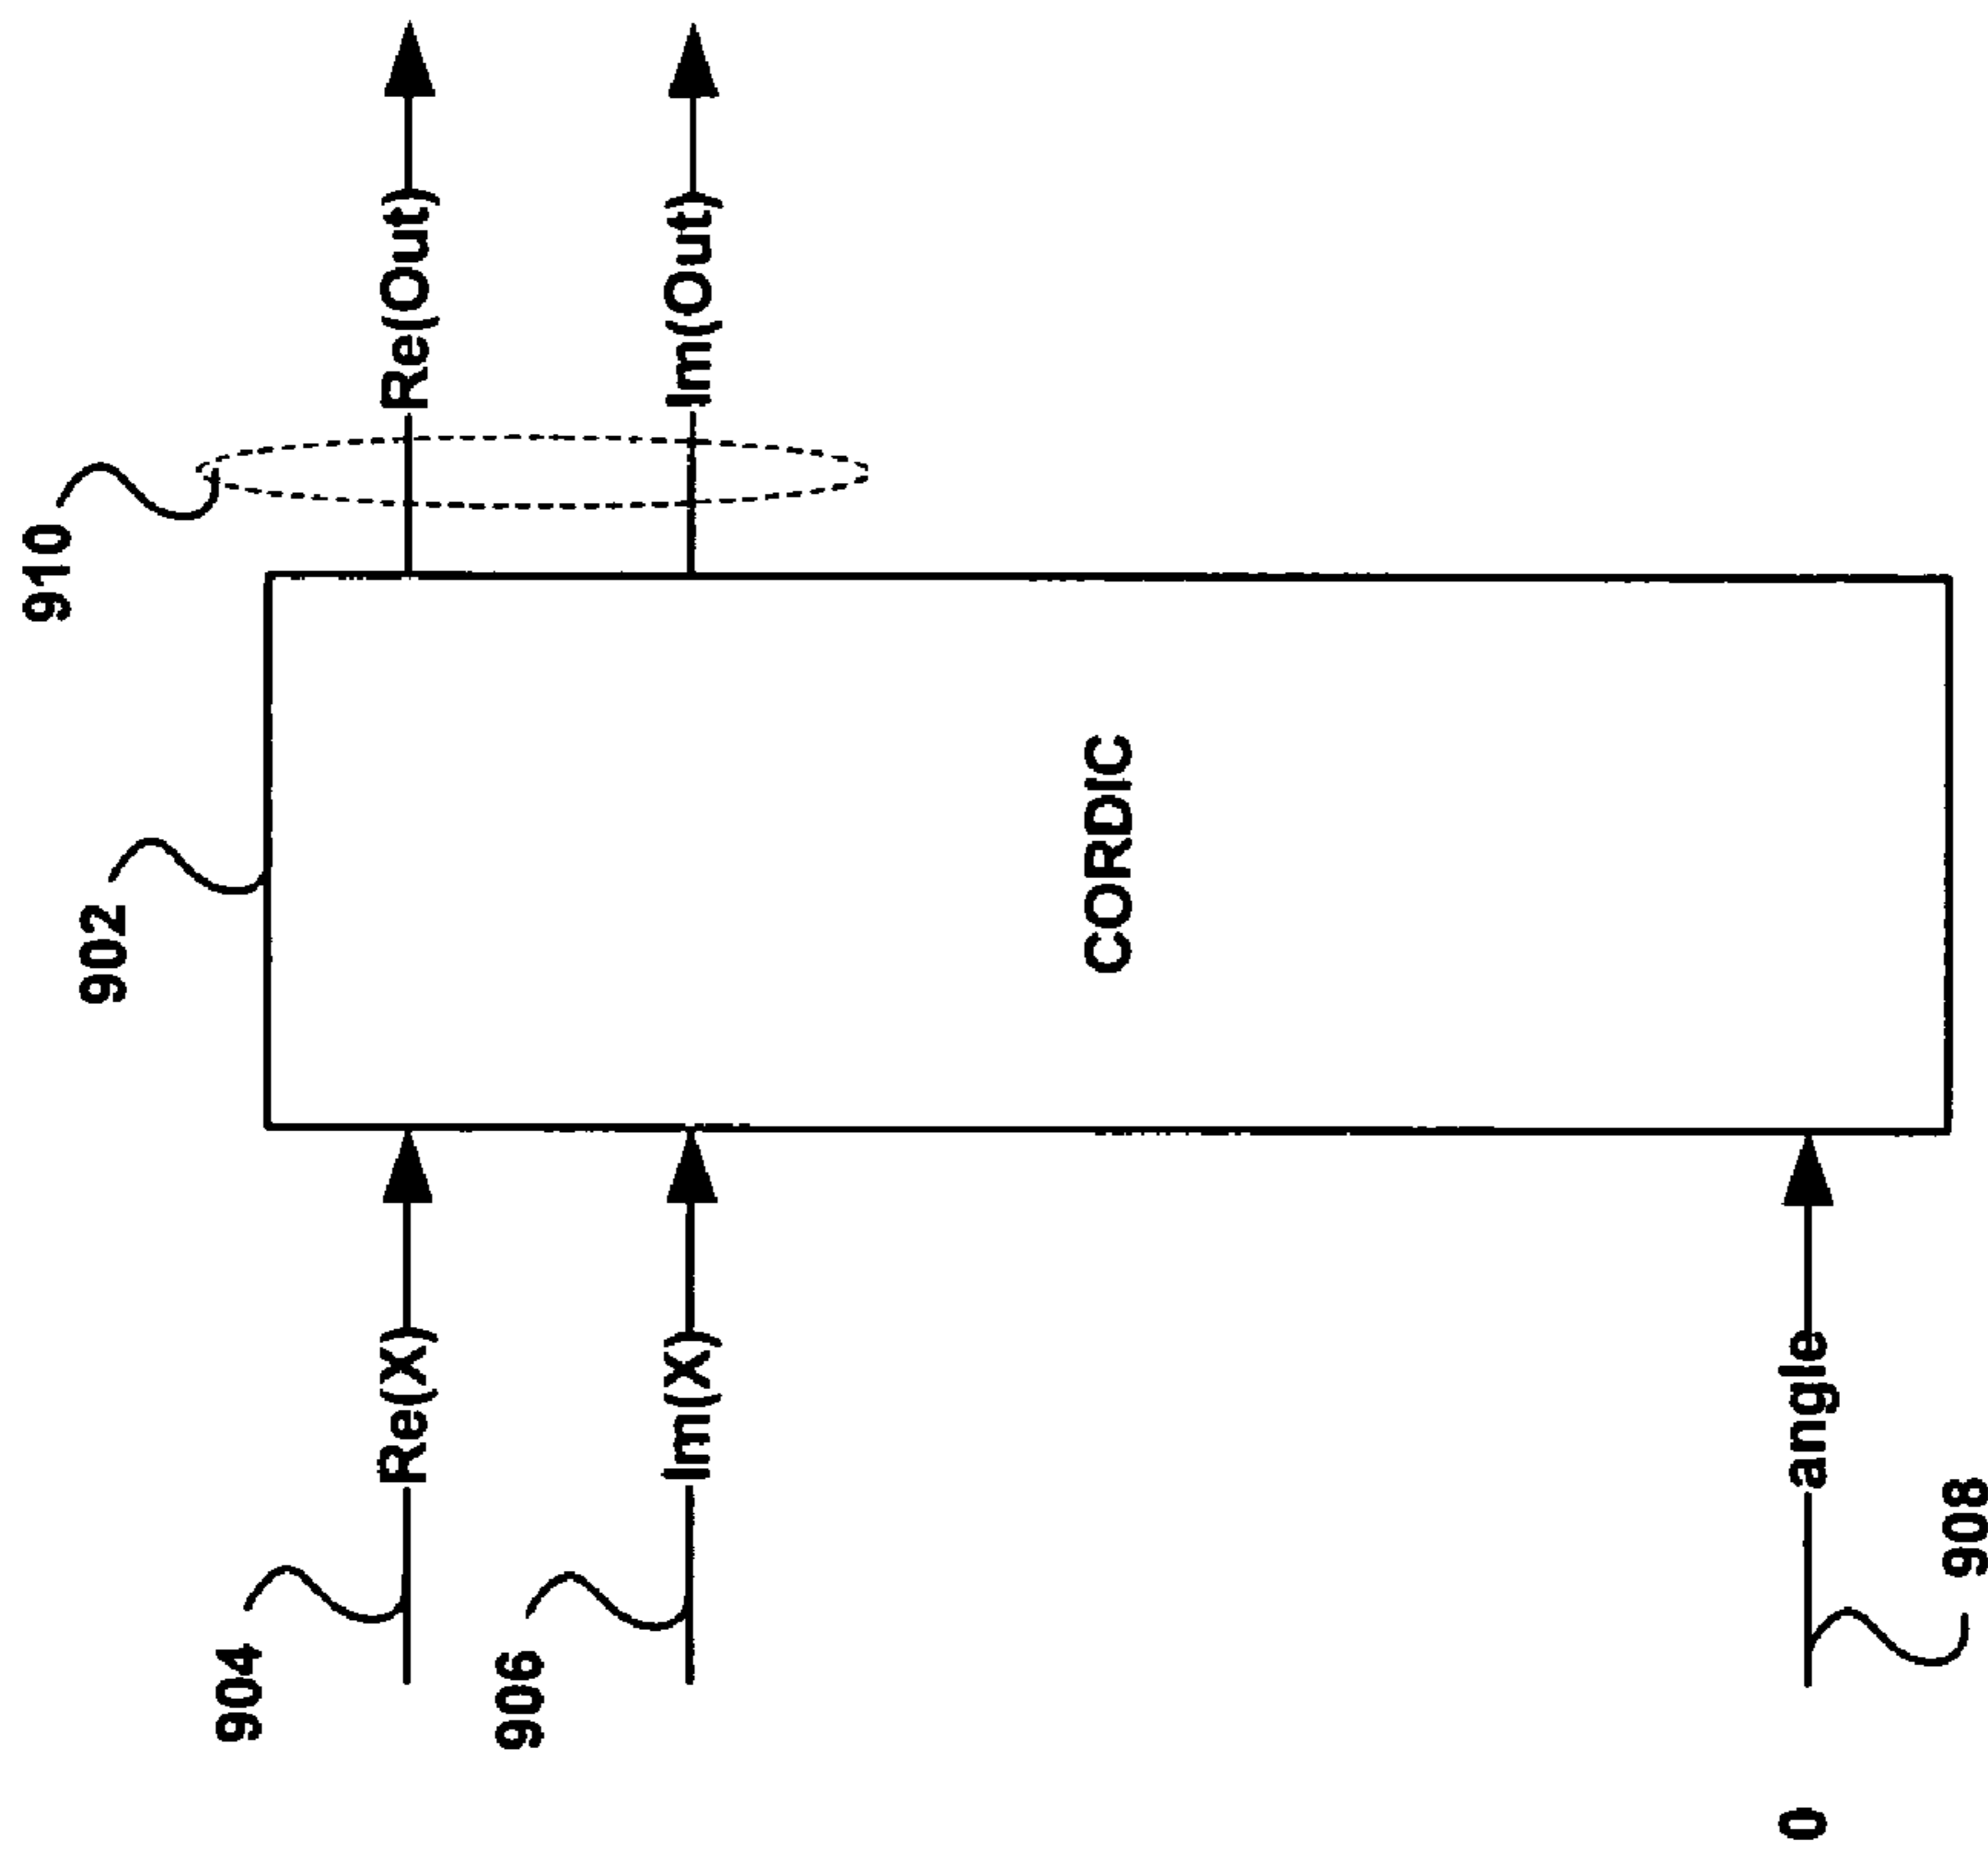 904
Re(X)
906
Im(X)
0
angle
908
902
CORDIC
910
Re(Out)
Im(Out)